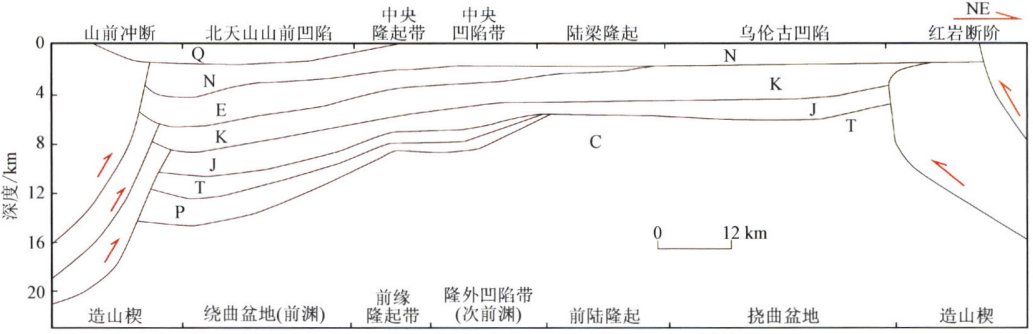 NE
山前冲断 北天山山前凹陷 中央隆起带 中央凹陷带 陆梁隆起 乌伦古凹陷 红岩断阶
0
4
8
12
16
20
深度/km
Q
N
N
E
K
K
J
J
T
T
P
C
0 12 km
造山楔 绕曲盆地(前渊) 前缘隆起带 隆外凹陷带(次前渊) 前陆隆起 挠曲盆地 造山楔